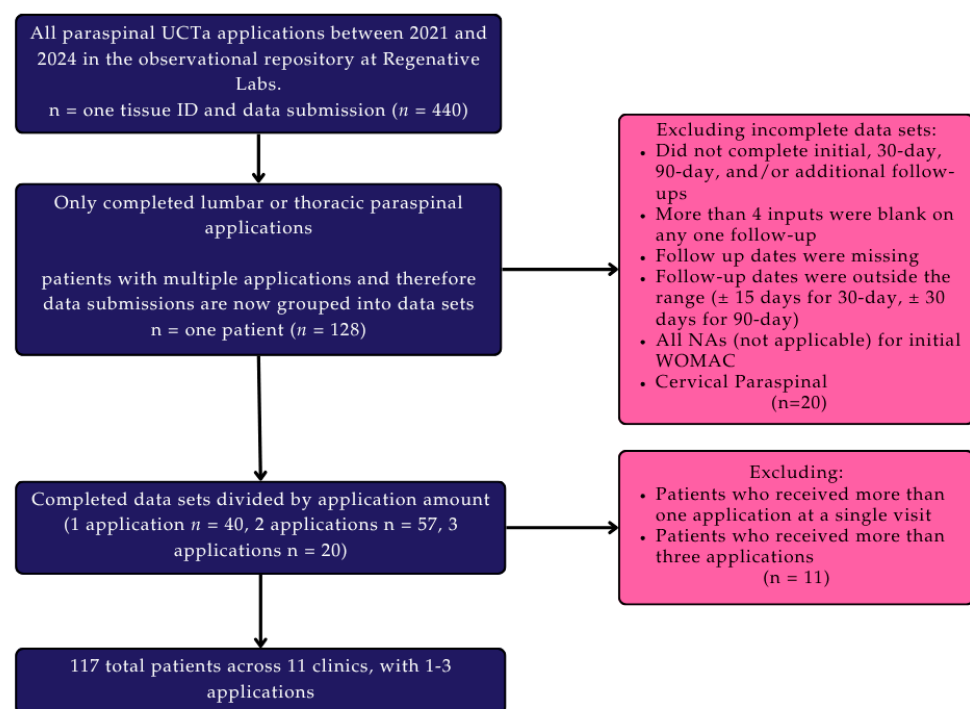 All paraspinal UCTa applications between 2021 and
2024 in the observational repository at Regenative
Labs.
n = one tissue ID and data submission (n = 440)
Only completed lumbar or thoracic paraspinal
applications
patients with multiple applications and therefore
data submissions are now grouped into data sets
n = one patient (n = 128)
Excluding incomplete data sets:
• Did not complete initial, 30-day,
90-day, and/or additional follow-
ups
• More than 4 inputs were blank on
any one follow-up
• Follow up dates were missing
• Follow-up dates were outside the
range (± 15 days for 30-day, ± 30
days for 90-day)
• All NAs (not applicable) for initial
WOMAC
• Cervical Paraspinal
(n=20)
Completed data sets divided by application amount
(1 application n = 40, 2 applications n = 57, 3
applications n = 20)
Excluding:
• Patients who received more than
one application at a single visit
• Patients who received more than
three applications
(n = 11)
117 total patients across 11 clinics, with 1-3
applications